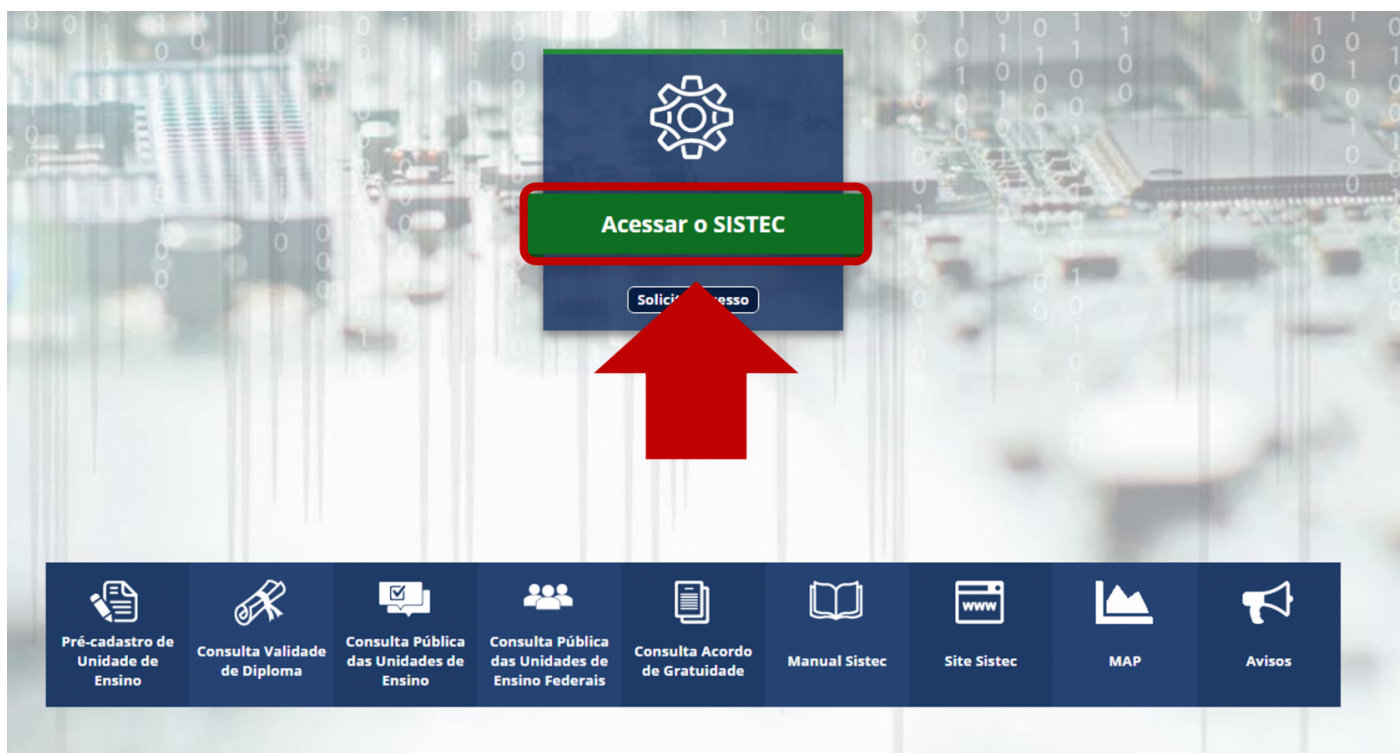 Acessar o SISTEC
Pré-cadastro de
Unidade de
Ensino
Consulta Validade
de Diploma
Consulta Pública
das Unidades de
Ensino
Consulta Pública
das Unidades de
Ensino Federais
Consulta Acordo
de Gratuidade
Manual Sistec
www
Site Sistec
MAP
Avisos